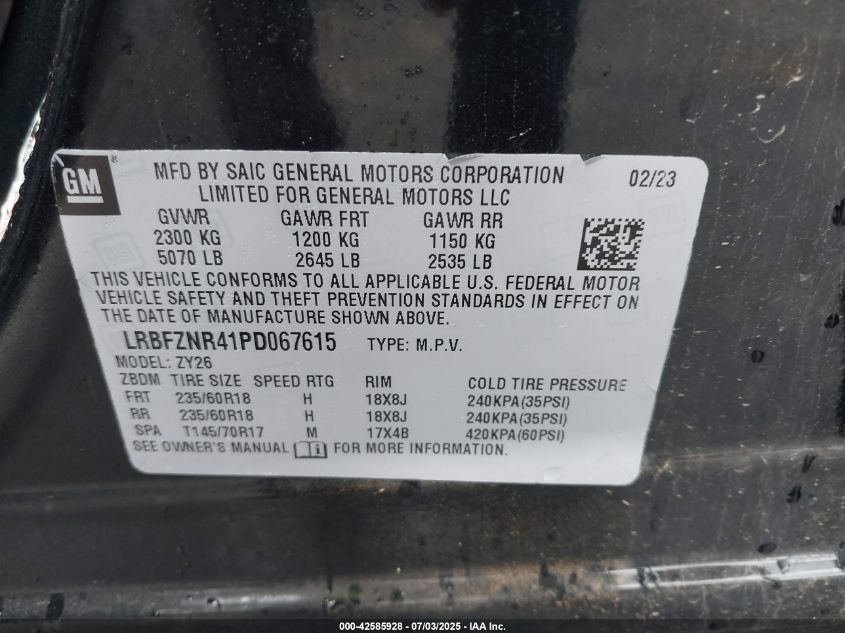 GM ®
MFD BY SAIC GENERAL MOTORS CORPORATION 02/23
LIMITED FOR GENERAL MOTORS LLC
GVWR GAWR FRT GAWR RR
2300 KG 1200 KG 1150 KG
5070 LB 2645 LB 2535 LB
THIS VEHICLE CONFORMS TO ALL APPLICABLE U.S. FEDERAL MOTOR
VEHICLE SAFETY AND THEFT PREVENTION STANDARDS IN EFFECT ON
THE DATE OF MANUFACTURE SHOWN ABOVE.
LRBFZNR41PD067615 TYPE: M.P.V.
MODEL: ZY26
ZBDM TIRE SIZE SPEED RTG RIM COLD TIRE PRESSURE
FRT 235/60R18 H 18X8J 240KPA(35PSI)
RR 235/60R18 H 18X8J 240KPA(35PSI)
SPA T145/70R17 M 17X4B 420KPA(60PSI)
SEE OWNER'S MANUAL FOR MORE INFORMATION.
000-42585928 - 07/03/2025 - IAA Inc.